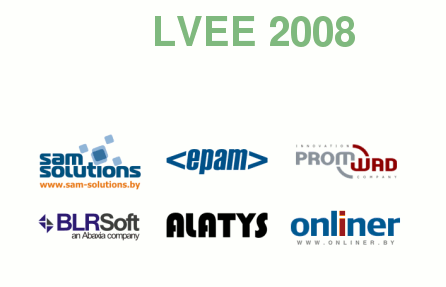 LVEE 2008
sam
solutions
www.sam-solutions.by
<epam>
INNOVATION
PROMWAD
COMPANY
BLRSoft
an Abaxia company
ALATYS
onliner
WWW.ONLINER.BY